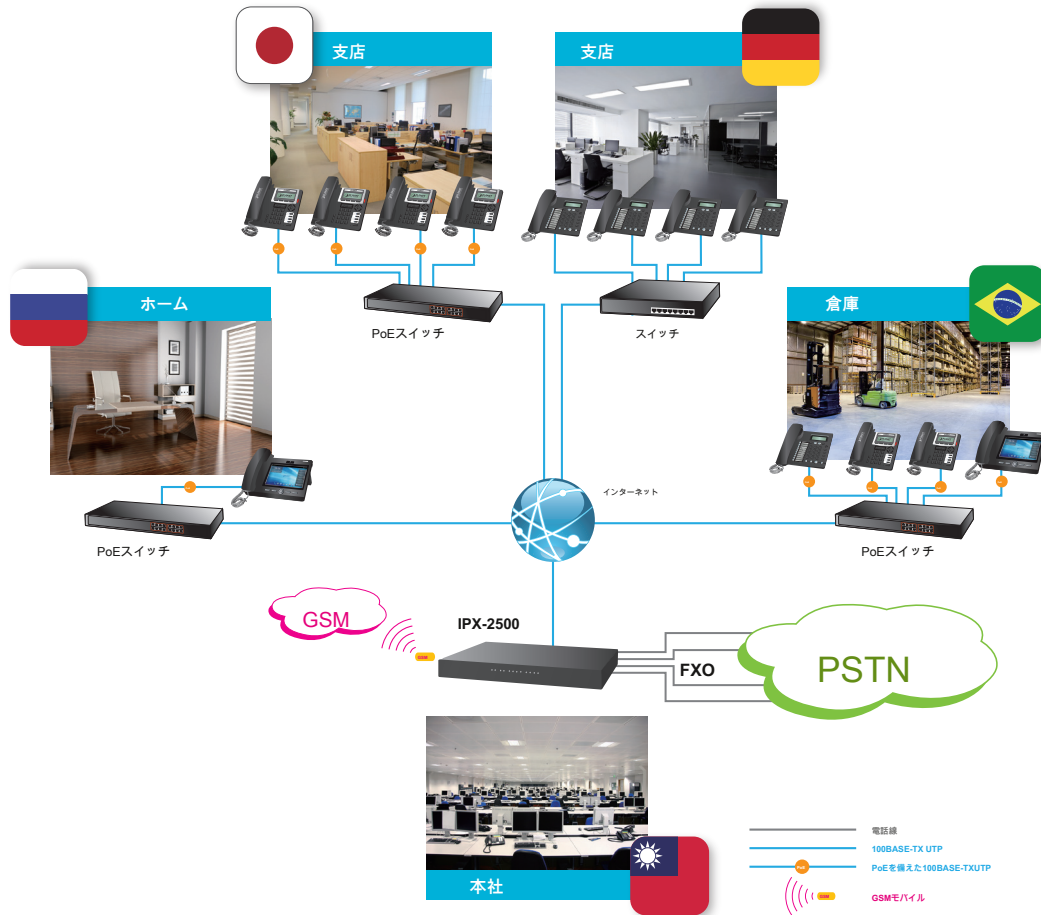 支店
支店
ホーム
PoEスイッチ
スイッチ
倉庫
インターネット
PoEスイッチ
PoEスイッチ
GSM
IPX-2500
GSM
FXO
PSTN
本社
電話線
100BASE-TX UTP
PoE
PoEを備えた100BASE-TXUTP
GSM
GSMモバイル